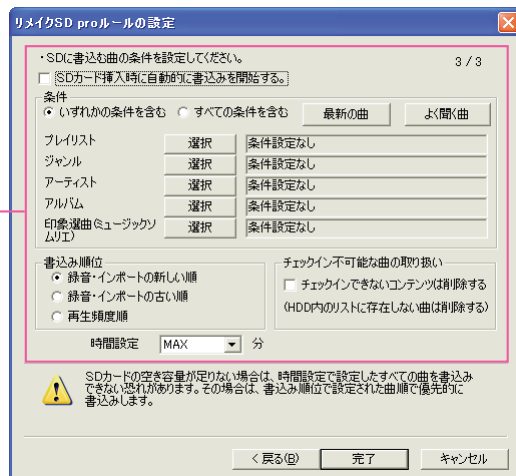 リメイクSD proルールの設定
・SDに書込む曲の条件を設定してください。
3 / 3
SDカード挿入時に自動的に書込みを開始する。
条件
いずれかの条件を含む すべての条件を含む 最新の曲 よく聞く曲
プレイリスト 選択 条件設定なし
ジャンル 選択 条件設定なし
アーティスト 選択 条件設定なし
アルバム 選択 条件設定なし
印象選曲(ミュージックソ
ムリエ) 選択 条件設定なし
書込み順位
録音・インポートの新しい順
録音・インポートの古い順
再生頻度順
チェックイン不可能な曲の取り扱い
チェックインできないコンテンツは削除する
(HDD内のリストに存在しない曲は削除する)
時間設定 MAX 分
SDカードの空き容量が足りない場合は、時間設定で設定したすべての曲を書込み
できない恐れがあります。その場合は、書込み順位で設定された曲順で優先的に
書込みします。
< 戻る(B) 完了 キャンセル